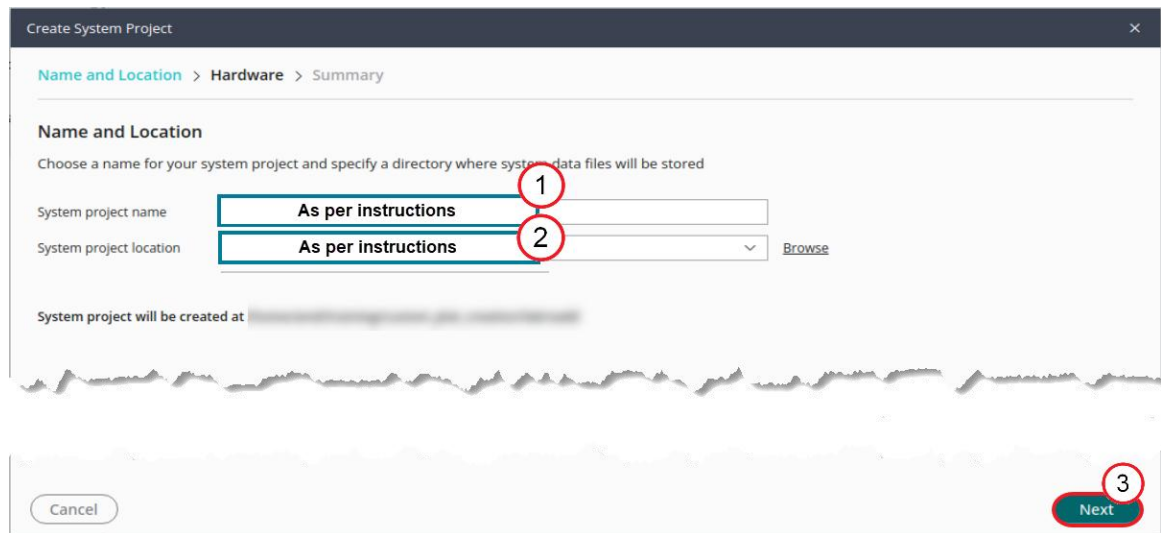 Create System Project ×
Name and Location > Hardware > Summary
Name and Location
Choose a name for your system project and specify a directory where system data files will be stored
1
System project name As per instructions
2
System project location As per instructions Browse
System project will be created at
3
Cancel Next